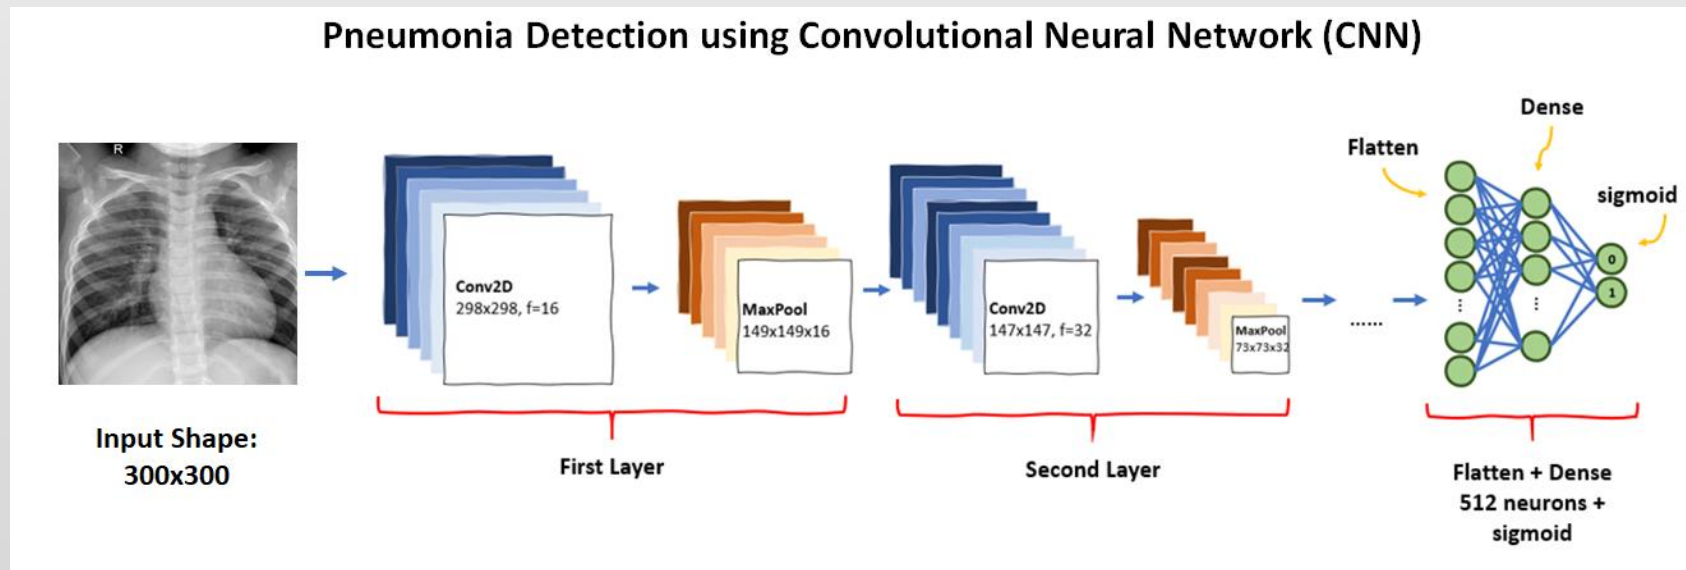 Pneumonia Detection using Convolutional Neural Network (CNN)
R
Input Shape:
300x300
Conv2D
298x298, f=16
MaxPool
149x149x16
First Layer
Conv2D
147x147, f=32
MaxPool
73x73x32
Second Layer
......
Flatten
Dense
sigmoid
0
1
Flatten + Dense
512 neurons +
sigmoid